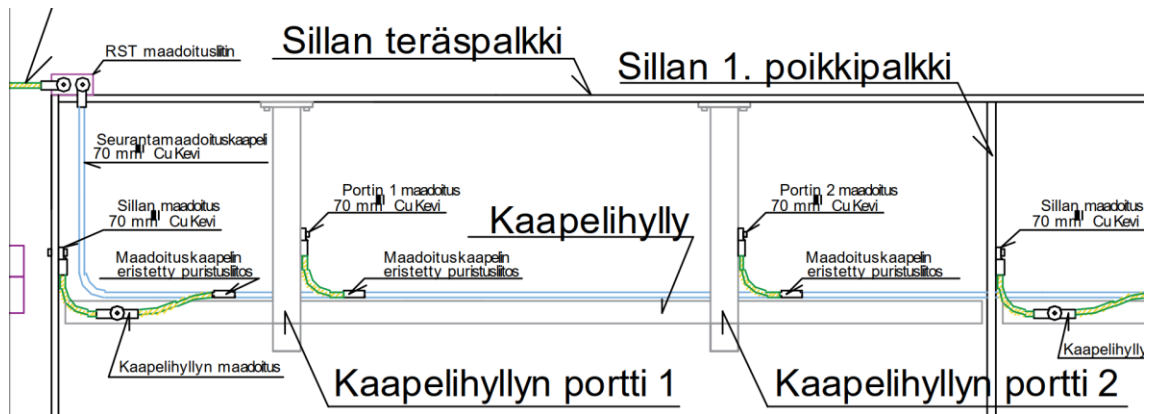 RST maadoitusliitin
Sillan teräspalkki
Sillan 1. poikkipalkki
Seurantamaadoituskaapeli
70 mm² Cu Kevi
Sillan maadoitus
70 mm² Cu Kevi
Portin 1 maadoitus
70 mm² Cu Kevi
Portin 2 maadoitus
70 mm² Cu Kevi
Sillan maadoitus
70 mm² Cu Kevi
Kaapelihylly
Maadoituskaapelin
eristetty puristusliitos
Maadoituskaapelin
eristetty puristusliitos
Maadoituskaapelin
eristetty puristusliitos
Kaapelihyllyn maadoitus
Kaapelihyllyn portti 1
Kaapelihyllyn portti 2
Kaapelihylly